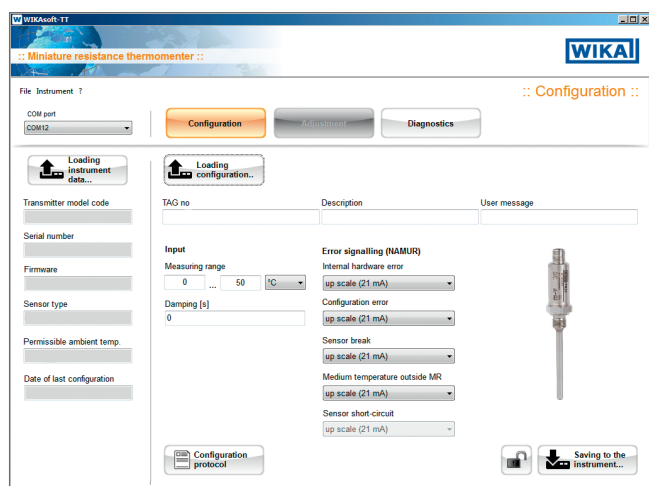 WIKAsoft-TT
:: Miniature resistance thermomenter ::
WIKA
File Instrument ?
:: Configuration ::
COM port
COM12
Configuration
Adjustment
Diagnostics
Loading
instrument
data...
Loading
configuration..
Transmitter model code
TAG no
Description
User message
Serial number
Input
Error signalling (NAMUR)
Firmware
Measuring range
Internal hardware error
0 ... 50 °C
up scale (21 mA)
Sensor type
Damping [s]
Configuration error
0
up scale (21 mA)
Permissible ambient temp.
Sensor break
up scale (21 mA)
Date of last configuration
Medium temperature outside MR
up scale (21 mA)
Sensor short-circuit
up scale (21 mA)
Configuration
protocol
Saving to the
instrument...